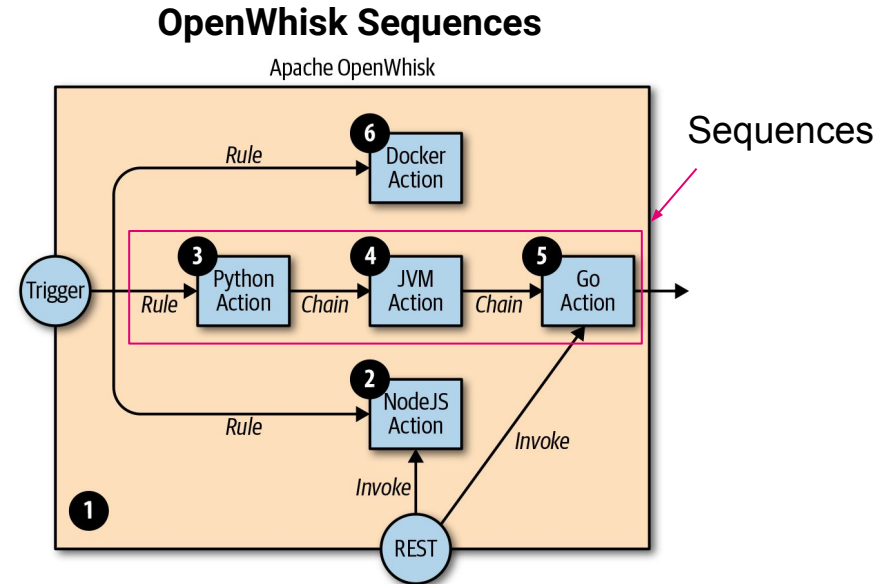 OpenWhisk Sequences
Apache OpenWhisk
Sequences
6
Docker
Action
Rule
3
Python
Action
4
JVM
Action
5
Go
Action
Trigger
Rule
Chain
Chain
2
NodeJS
Action
Rule
Invoke
Invoke
1
REST